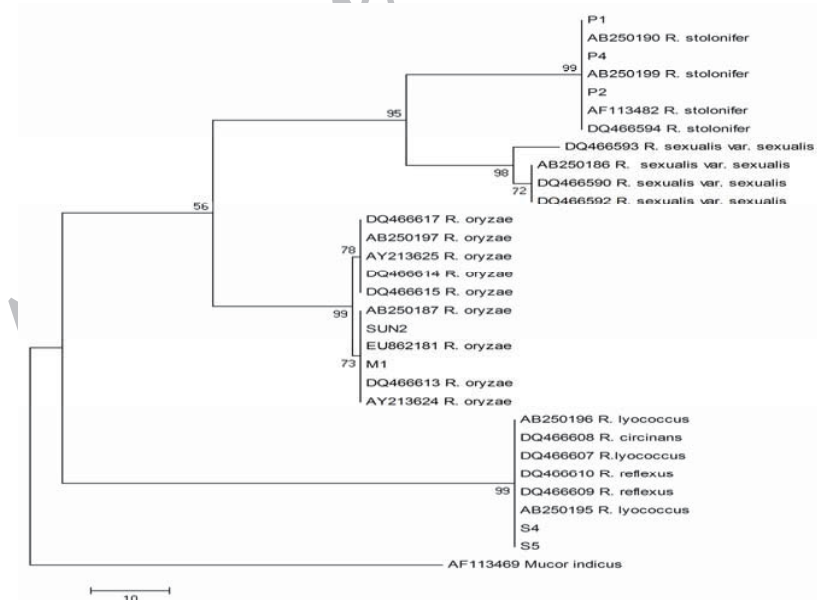 P1
AB250190 R. stolonifer
P4
99
AB250199 R. stolonifer
P2
95
AF113482 R. stolonifer
DQ466594 R. stolonifer
DQ466593 R. sexualis var. sexualis
AB250186 R. sexualis var. sexualis
98
DQ466590 R. sexualis var. sexualis
72
DQ466592 R. sexualis var. sexualis
56
DQ466617 R. oryzae
AB250197 R. oryzae
78
AY213625 R. oryzae
DQ466614 R. oryzae
DQ466615 R. oryzae
AB250187 R. oryzae
99
SUN2
EU862181 R. oryzae
73
M1
DQ466613 R. oryzae
AY213624 R. oryzae
AB250196 R. lyococcus
DQ466608 R. circinans
DQ466607 R.lyococcus
DQ466610 R. reflexus
99
DQ466609 R. reflexus
AB250195 R. lyococcus
S4
S5
AF113469 Mucor indicus
10